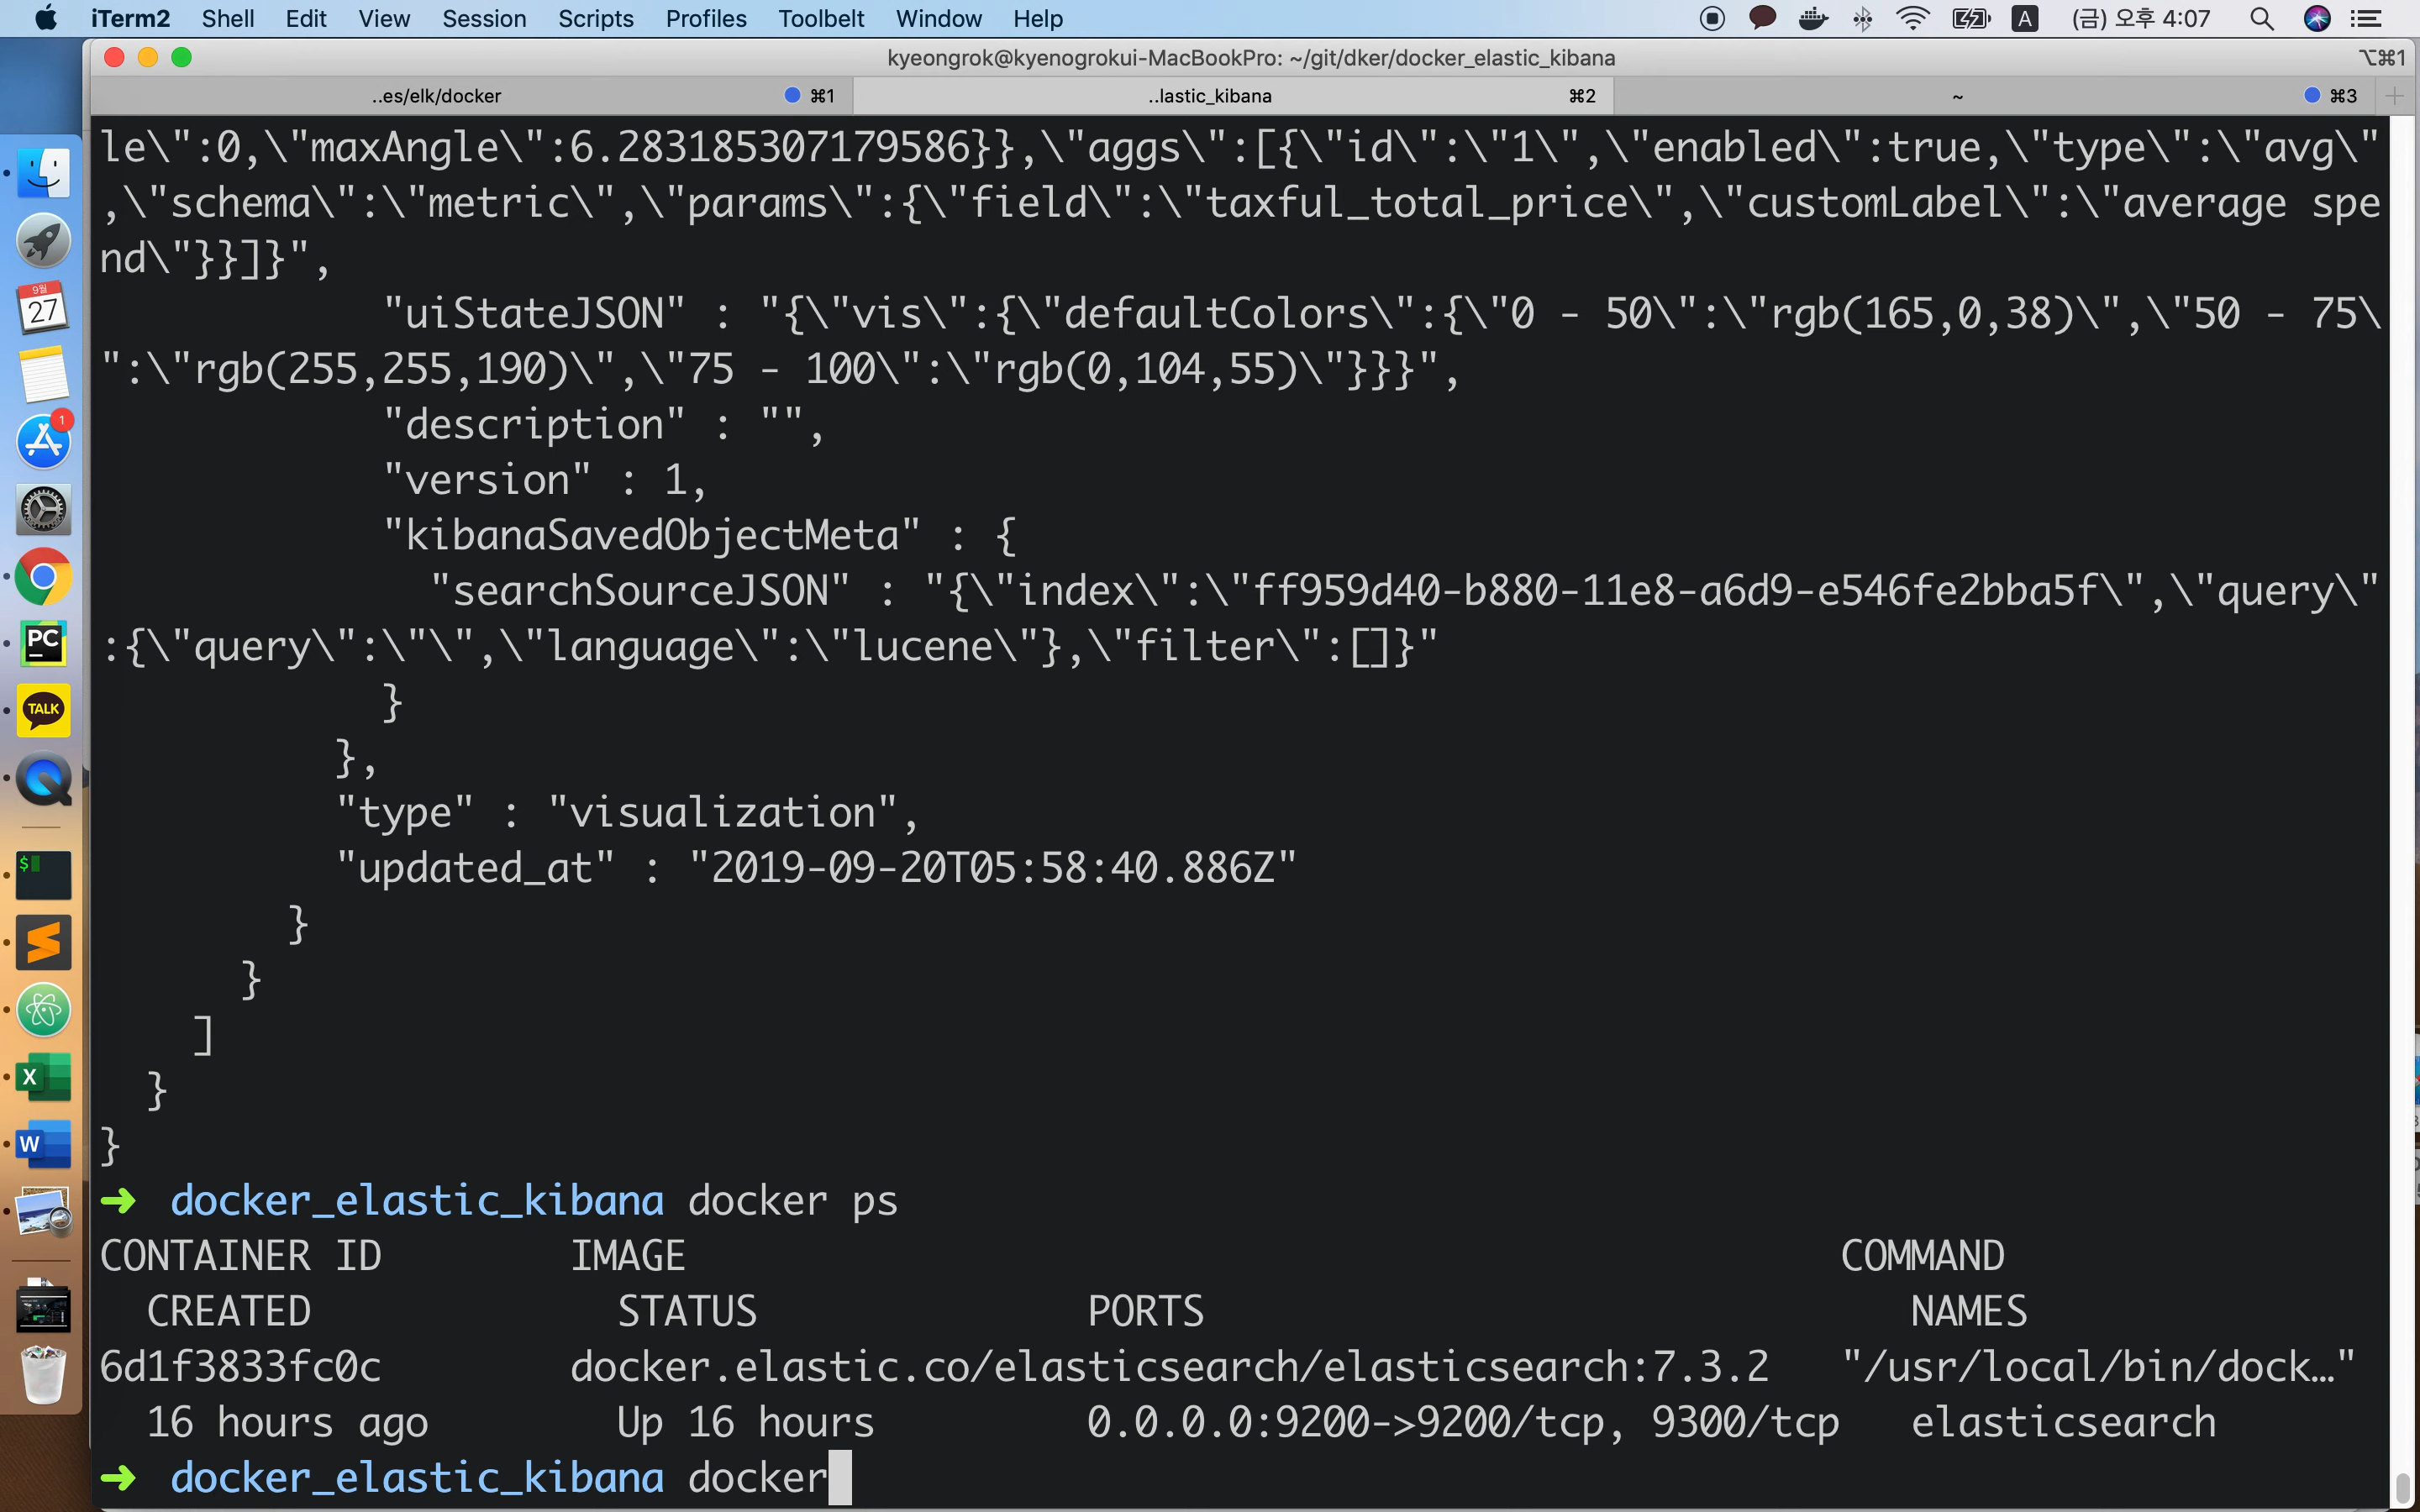 iTerm2 Shell Edit View Session Scripts Profiles Toolbelt Window Help A (금) 오후 4:07
kyeongrok@kyenogrokui-MacBookPro: ~/git/dker/docker_elastic_kibana ⌥⌘1
..es/elk/docker ⌘1 ..lastic_kibana ⌘2 ~ ⌘3
le\":0,\"maxAngle\":6.283185307179586}},\"aggs\":[{\"id\":\"1\",\"enabled\":true,\"type\":\"avg\"
,\"schema\":\"metric\",\"params\":{\"field\":\"taxful_total_price\",\"customLabel\":\"average spe
nd\"}}]}",
"uiStateJSON" : "{\"vis\":{\"defaultColors\":{\"0 - 50\":\"rgb(165,0,38)\",\"50 - 75\
":\"rgb(255,255,190)\",\"75 - 100\":\"rgb(0,104,55)\"}}}",
"description" : "",
"version" : 1,
"kibanaSavedObjectMeta" : {
"searchSourceJSON" : "{\"index\":\"ff959d40-b880-11e8-a6d9-e546fe2bba5f\",\"query\"
:{\"query\":\"\",\"language\":\"lucene\"},\"filter\":[]}"
}
},
"type" : "visualization",
"updated_at" : "2019-09-20T05:58:40.886Z"
}
}
]
}
}
➜ docker_elastic_kibana docker ps
CONTAINER ID IMAGE COMMAND
CREATED STATUS PORTS NAMES
6d1f3833fc0c docker.elastic.co/elasticsearch/elasticsearch:7.3.2 "/usr/local/bin/dock…"
16 hours ago Up 16 hours 0.0.0.0:9200->9200/tcp, 9300/tcp elasticsearch
➜ docker_elastic_kibana docker
9월
27
1
PC
TALK
$
X
W